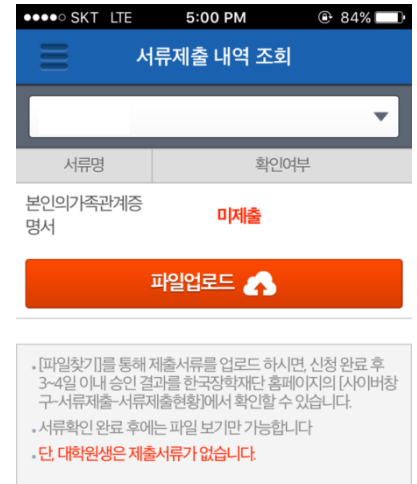 SKT LTE 5:00 PM 84%
서류제출 내역 조회
서류명 확인여부
본인의가족관계증
명서
미제출
파일업로드
[파일찾기]를 통해 제출서류를 업로드 하시면, 신청 완료 후
3~4일 이내 승인 결과를 한국장학재단 홈페이지의 [사이버창
구-서류제출-서류제출현황]에서 확인할 수 있습니다.
서류확인 완료 후에는 파일 보기만 가능합니다
단, 대학원생은 제출서류가 없습니다.